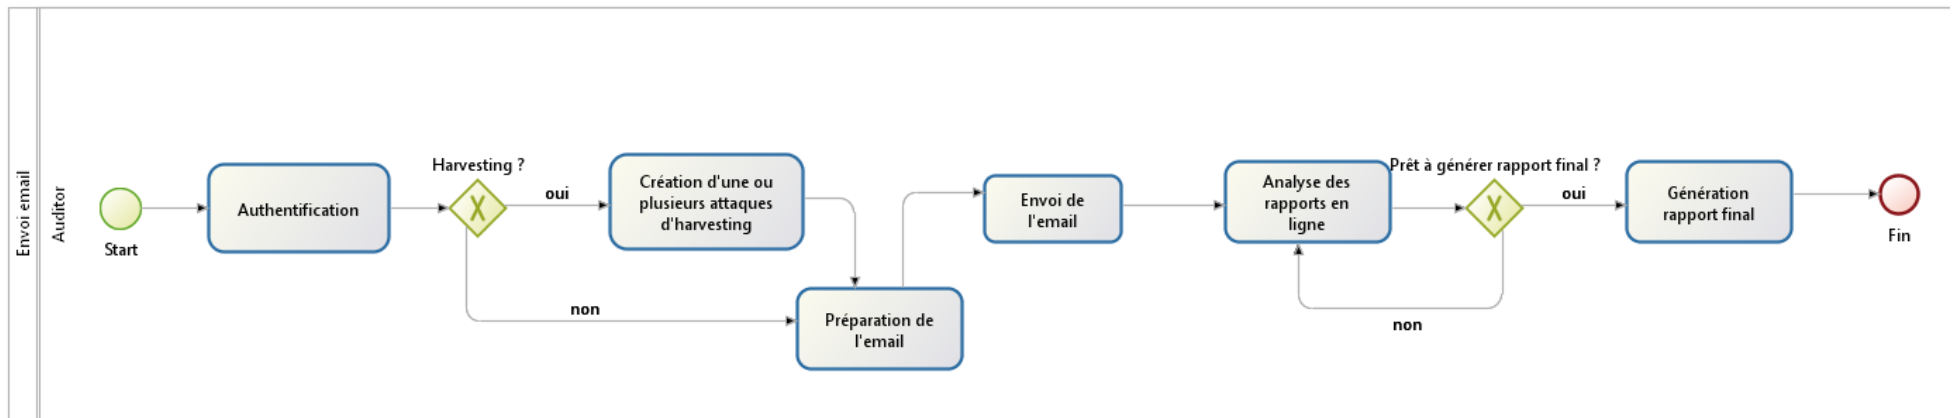 Envoi email
Auditor
Start
Authentification
Harvesting ?
oui
non
Création d'une ou
plusieurs attaques
d'harvesting
Préparation de
l'email
Envoi de
l'email
Analyse des
rapports en
ligne
Prêt à générer rapport final ?
oui
non
Génération
rapport final
Fin